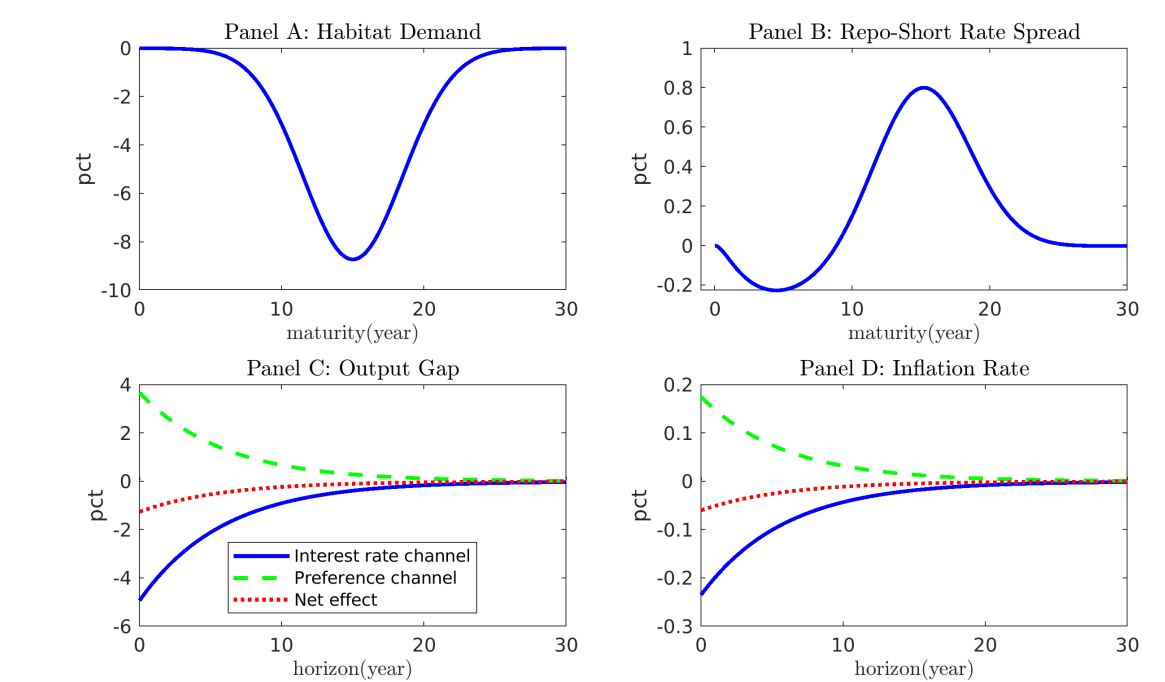 Panel A: Habitat Demand
0
-2
-4
-6
-8
-10
pct
0 10 20 30
maturity(year)
Panel B: Repo-Short Rate Spread
1
0.8
0.6
0.4
0.2
0
-0.2
pct
0 10 20 30
maturity(year)
Panel C: Output Gap
4
2
0
-2
-4
-6
pct
Interest rate channel
Preference channel
Net effect
0 10 20 30
horizon(year)
Panel D: Inflation Rate
0.2
0.1
0
-0.1
-0.2
-0.3
pct
0 10 20 30
horizon(year)